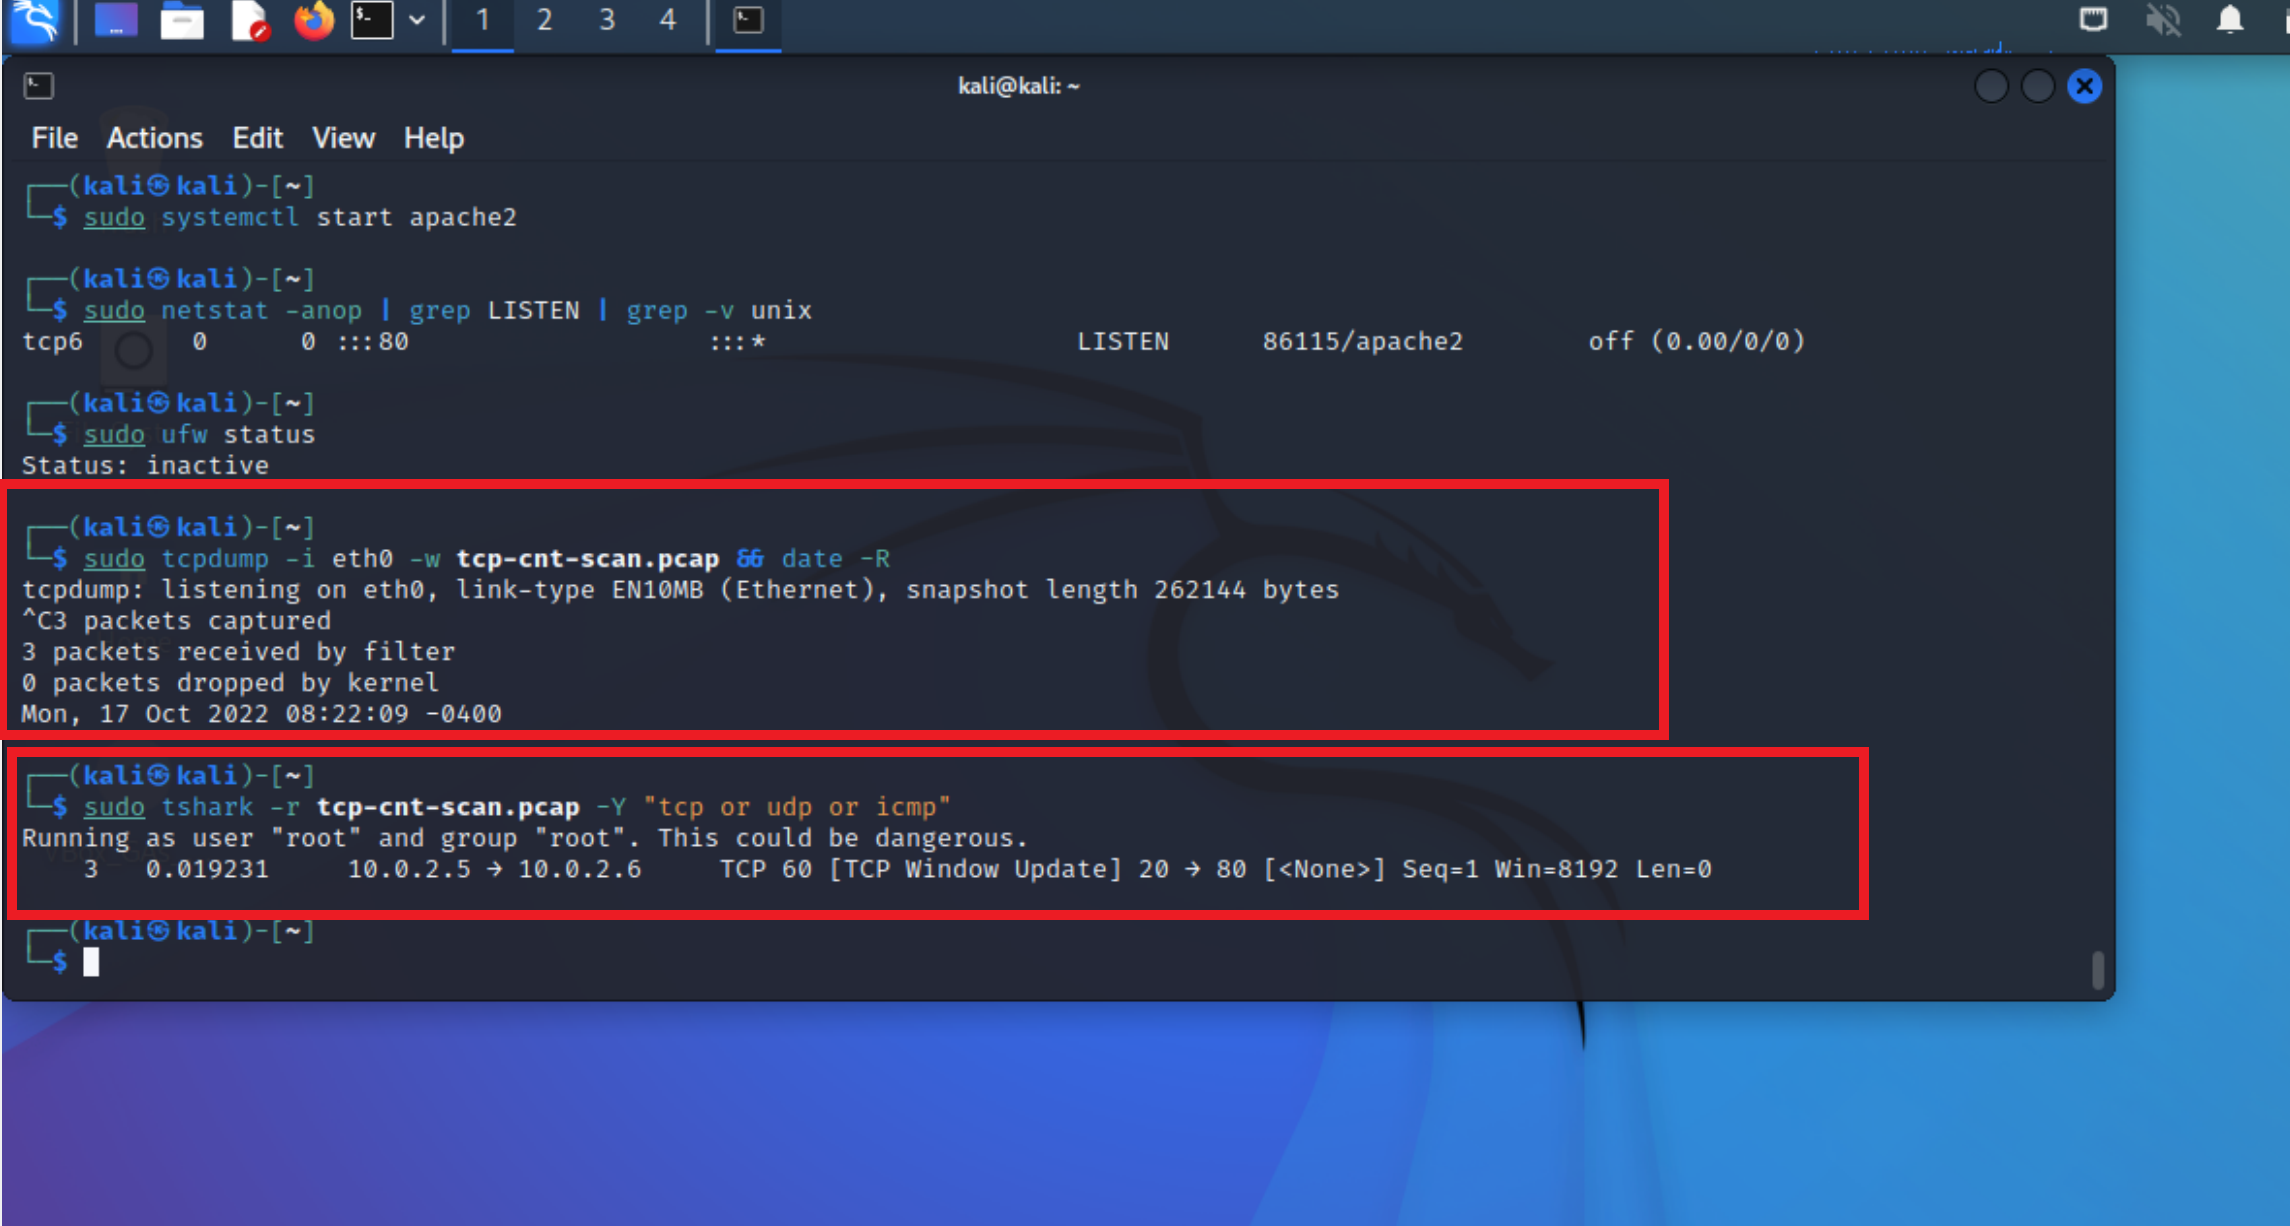 1 2 3 4
kali@kali: ~
File Actions Edit View Help
┌──(kali㉿kali)-[~]
└─$ sudo systemctl start apache2
┌──(kali㉿kali)-[~]
└─$ sudo netstat -anop | grep LISTEN | grep -v unix
tcp6       0      0 :::80                   :::*                    LISTEN      86115/apache2        off (0.00/0/0)
┌──(kali㉿kali)-[~]
└─$ sudo ufw status
Status: inactive
┌──(kali㉿kali)-[~]
└─$ sudo tcpdump -i eth0 -w tcp-cnt-scan.pcap && date -R
tcpdump: listening on eth0, link-type EN10MB (Ethernet), snapshot length 262144 bytes
^C3 packets captured
3 packets received by filter
0 packets dropped by kernel
Mon, 17 Oct 2022 08:22:09 -0400
┌──(kali㉿kali)-[~]
└─$ sudo tshark -r tcp-cnt-scan.pcap -Y "tcp or udp or icmp"
Running as user "root" and group "root". This could be dangerous.
    3   0.019231     10.0.2.5 → 10.0.2.6     TCP 60 [TCP Window Update] 20 → 80 [<None>] Seq=1 Win=8192 Len=0
┌──(kali㉿kali)-[~]
└─$